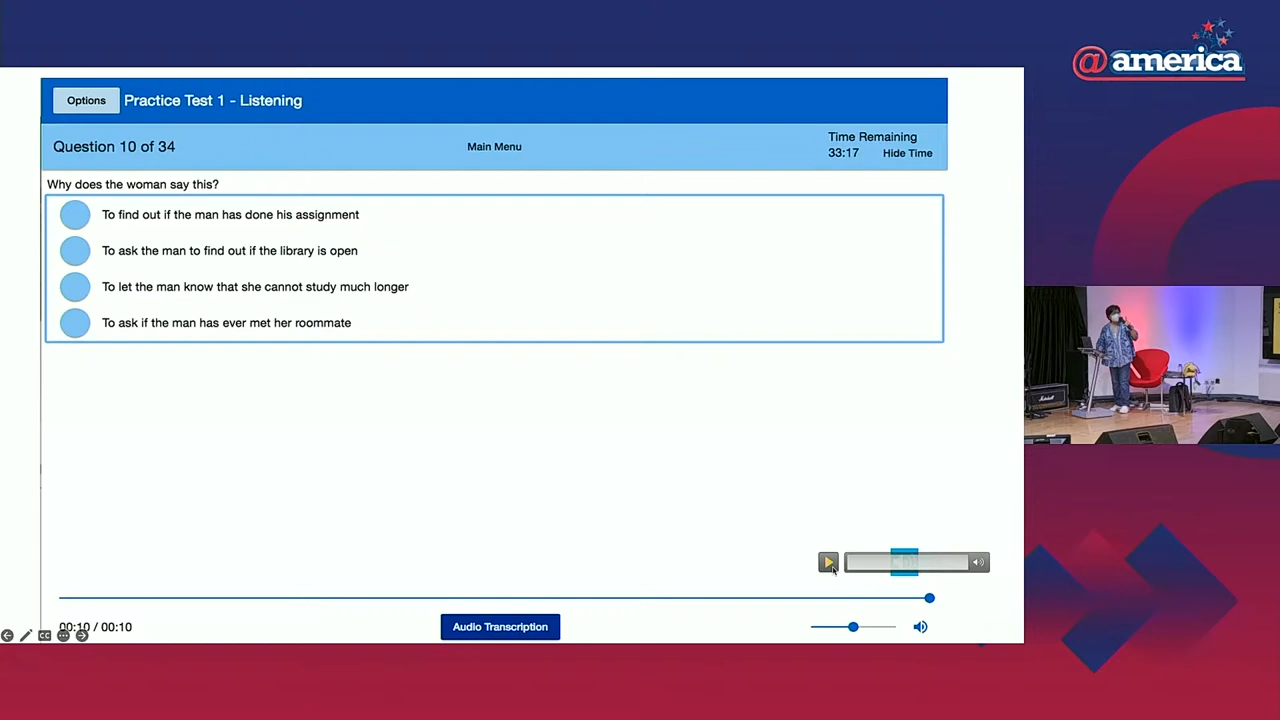 @america
Options
Practice Test 1 - Listening
Question 10 of 34
Main Menu
Time Remaining
33:17
Hide Time
Why does the woman say this?
To find out if the man has done his assignment
To ask the man to find out if the library is open
To let the man know that she cannot study much longer
To ask if the man has ever met her roommate
00:10 / 00:10
Audio Transcription
CC
Marshall